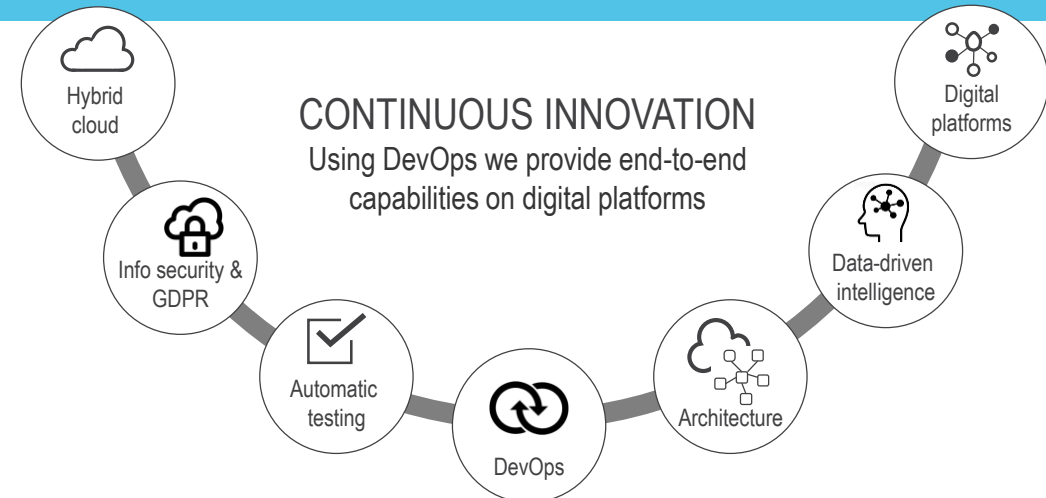 CONTINUOUS INNOVATION
Using DevOps we provide end-to-end
capabilities on digital platforms
Hybrid
cloud
Info security &
GDPR
Automatic
testing
DevOps
Architecture
Data-driven
intelligence
Digital
platforms